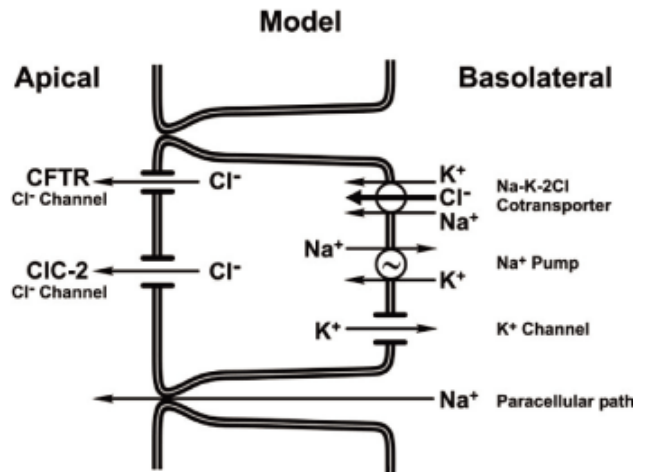 Model
Apical
Basolateral
CFTR
Cl⁻ Channel
Cl⁻
K⁺
Cl⁻
Na⁺
Na-K-2Cl
Cotransporter
Na⁺
K⁺
Na⁺ Pump
ClC-2
Cl⁻ Channel
Cl⁻
~
K⁺
K⁺ Channel
Na⁺
Paracellular path